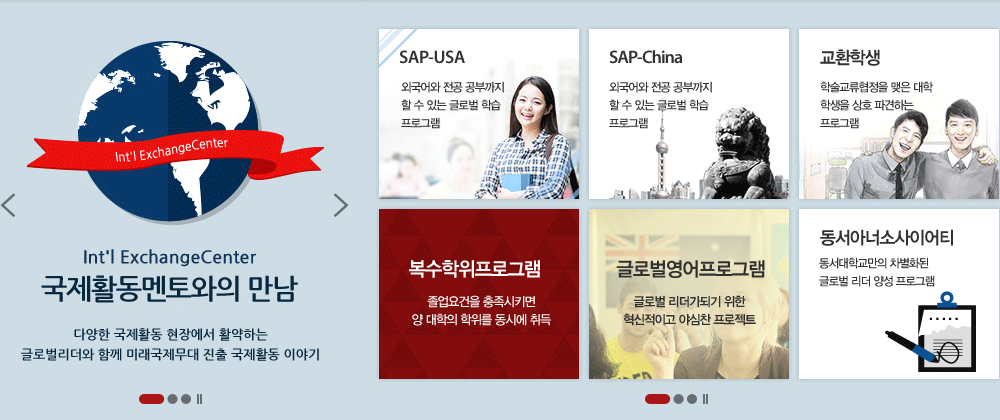 Int'l ExchangeCenter
Int'l ExchangeCenter
국제활동멘토와의 만남
다양한 국제활동 현장에서 활약하는
글로벌리더와 함께 미래국제무대 진출 국제활동 이야기
SAP-USA
외국어와 전공 공부까지
할 수 있는 글로벌 학습
프로그램
SAP-China
외국어와 전공 공부까지
할 수 있는 글로벌 학습
프로그램
교환학생
학술교류협정을 맺은 대학
학생을 상호 파견하는
프로그램
복수학위프로그램
졸업요건을 충족시키면
양 대학의 학위를 동시에 취득
글로벌영어프로그램
글로벌 리더가되기 위한
혁신적이고 야심찬 프로젝트
동서아너소사이어티
동서대학교만의 차별화된
글로벌 리더 양성 프로그램